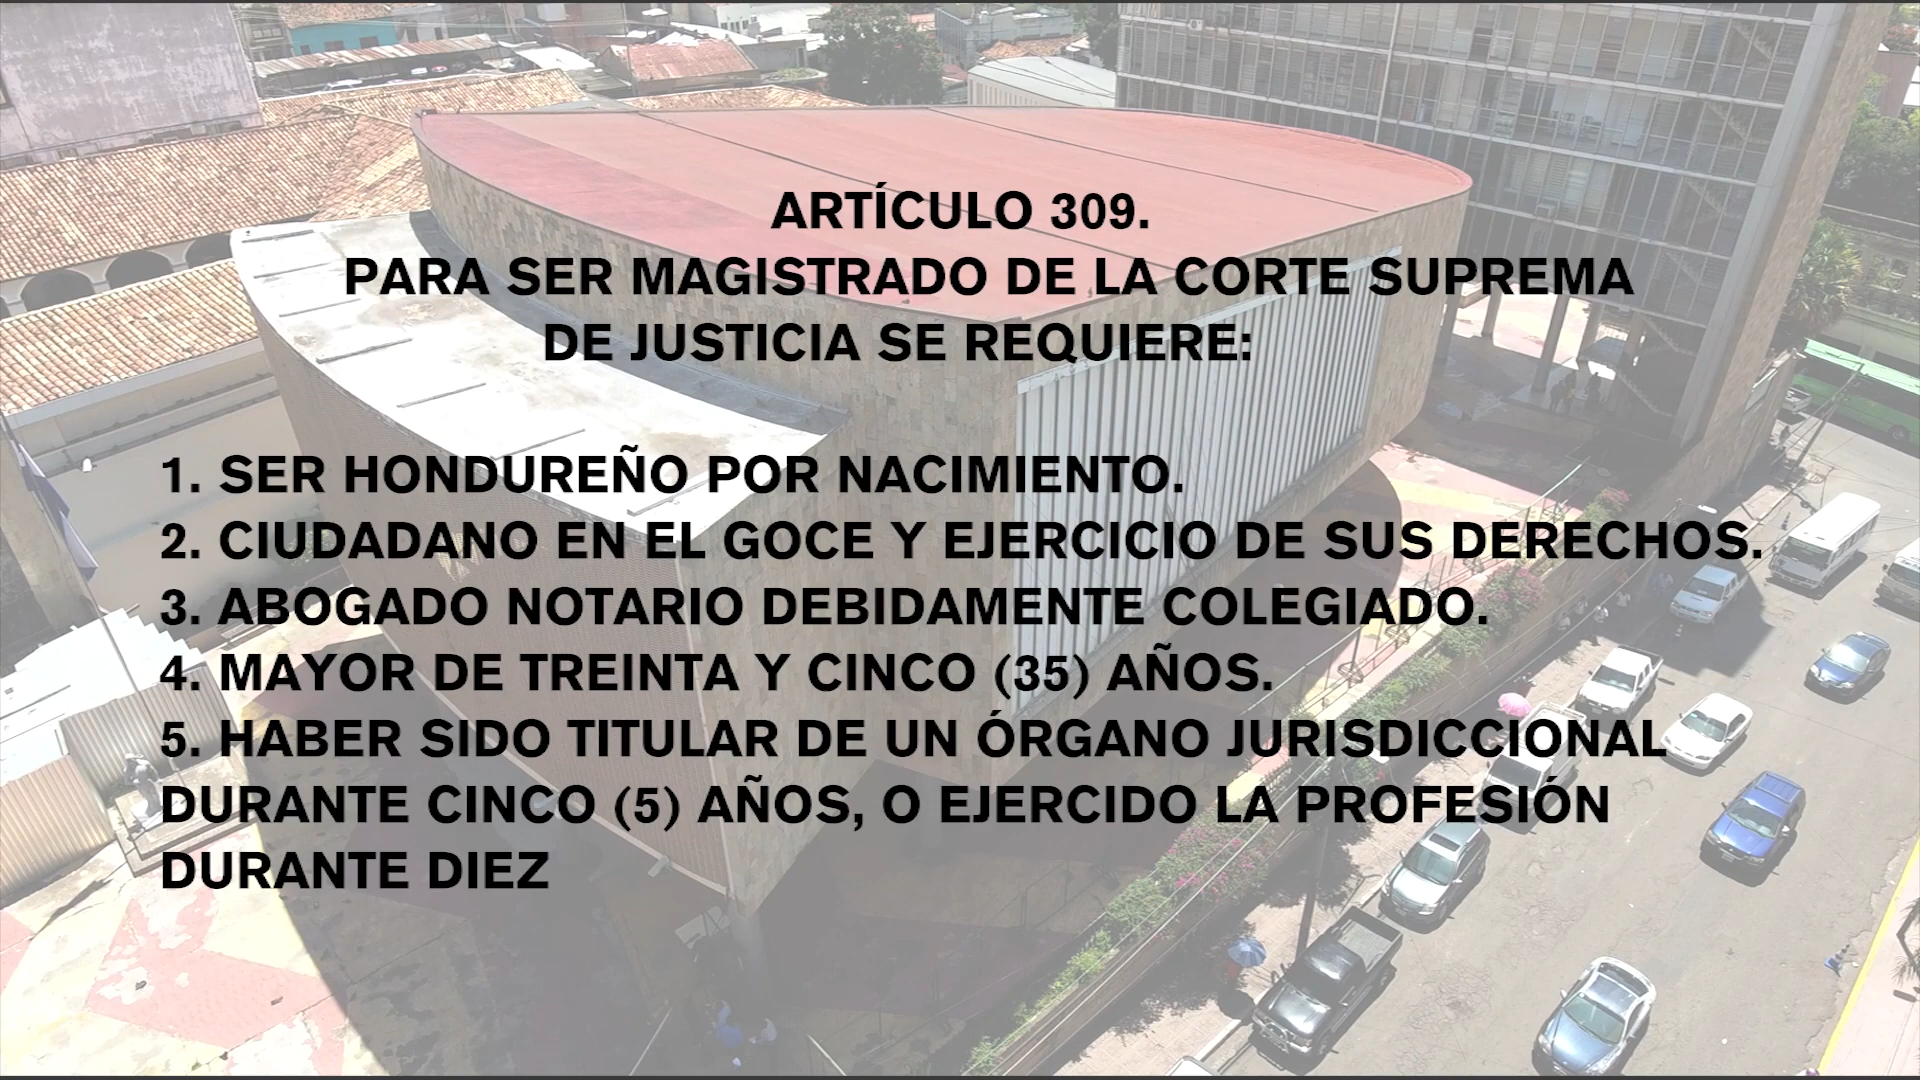 ARTÍCULO 309.
PARA SER MAGISTRADO DE LA CORTE SUPREMA
DE JUSTICIA SE REQUIERE:
1. SER HONDUREÑO POR NACIMIENTO.
2. CIUDADANO EN EL GOCE Y EJERCICIO DE SUS DERECHOS.
3. ABOGADO NOTARIO DEBIDAMENTE COLEGIADO.
4. MAYOR DE TREINTA Y CINCO (35) AÑOS.
5. HABER SIDO TITULAR DE UN ÓRGANO JURISDICCIONAL
DURANTE CINCO (5) AÑOS, O EJERCIDO LA PROFESIÓN
DURANTE DIEZ